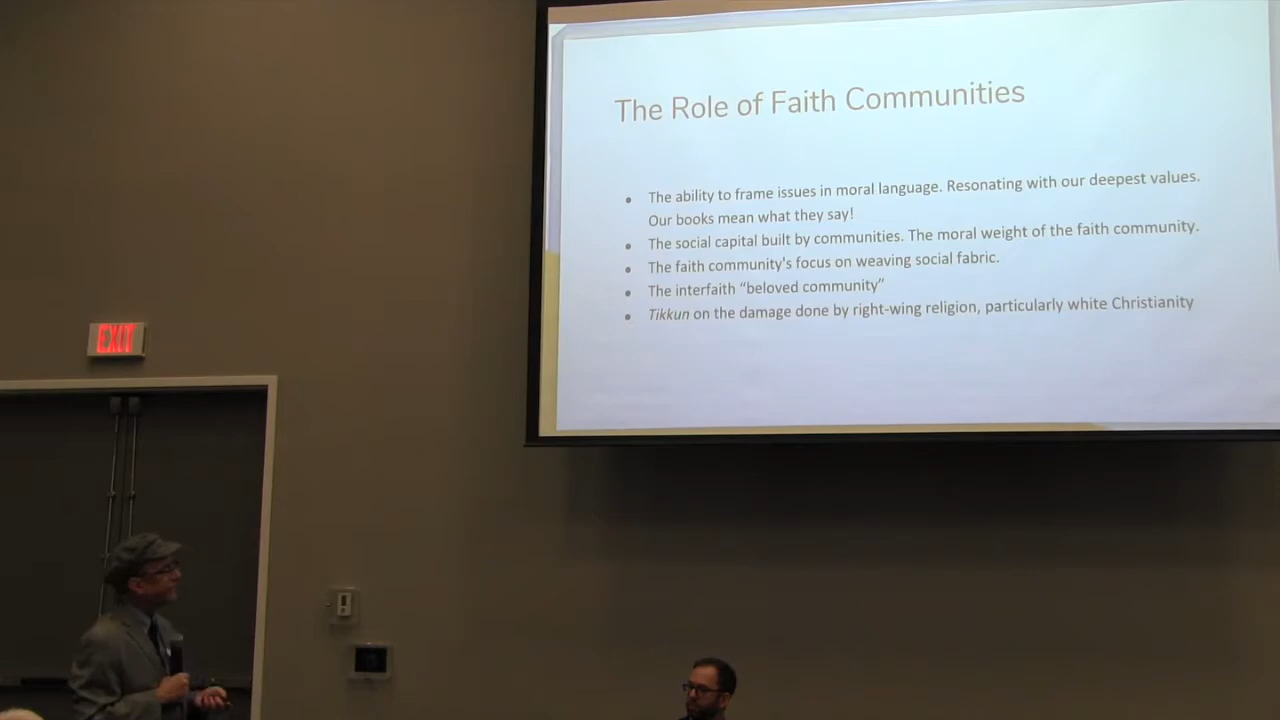 The Role of Faith Communities
• The ability to frame issues in moral language. Resonating with our deepest values.
Our books mean what they say!
• The social capital built by communities. The moral weight of the faith community.
• The faith community's focus on weaving social fabric.
• The interfaith “beloved community”
• Tikkun on the damage done by right-wing religion, particularly white Christianity
EXIT